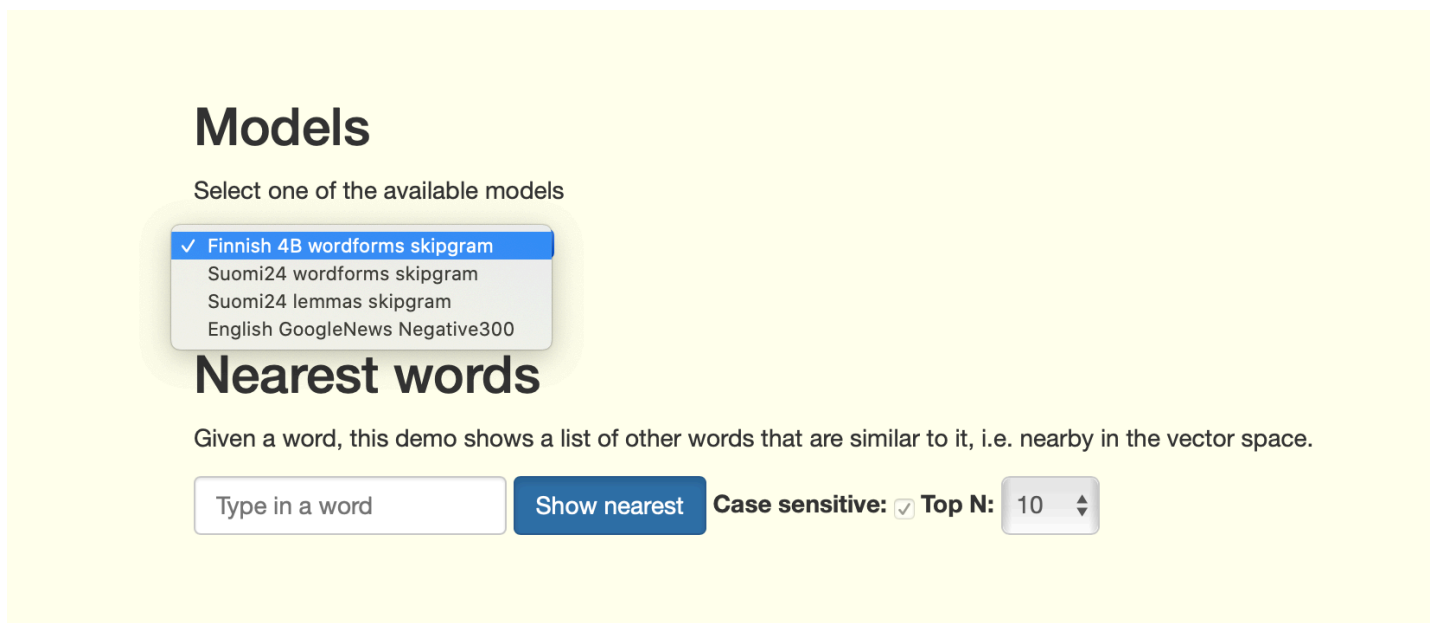 Models
Select one of the available models
✓ Finnish 4B wordforms skipgram
Suomi24 wordforms skipgram
Suomi24 lemmas skipgram
English GoogleNews Negative300
Nearest words
Given a word, this demo shows a list of other words that are similar to it, i.e. nearby in the vector space.
Type in a word Show nearest Case sensitive: ✓ Top N: 10